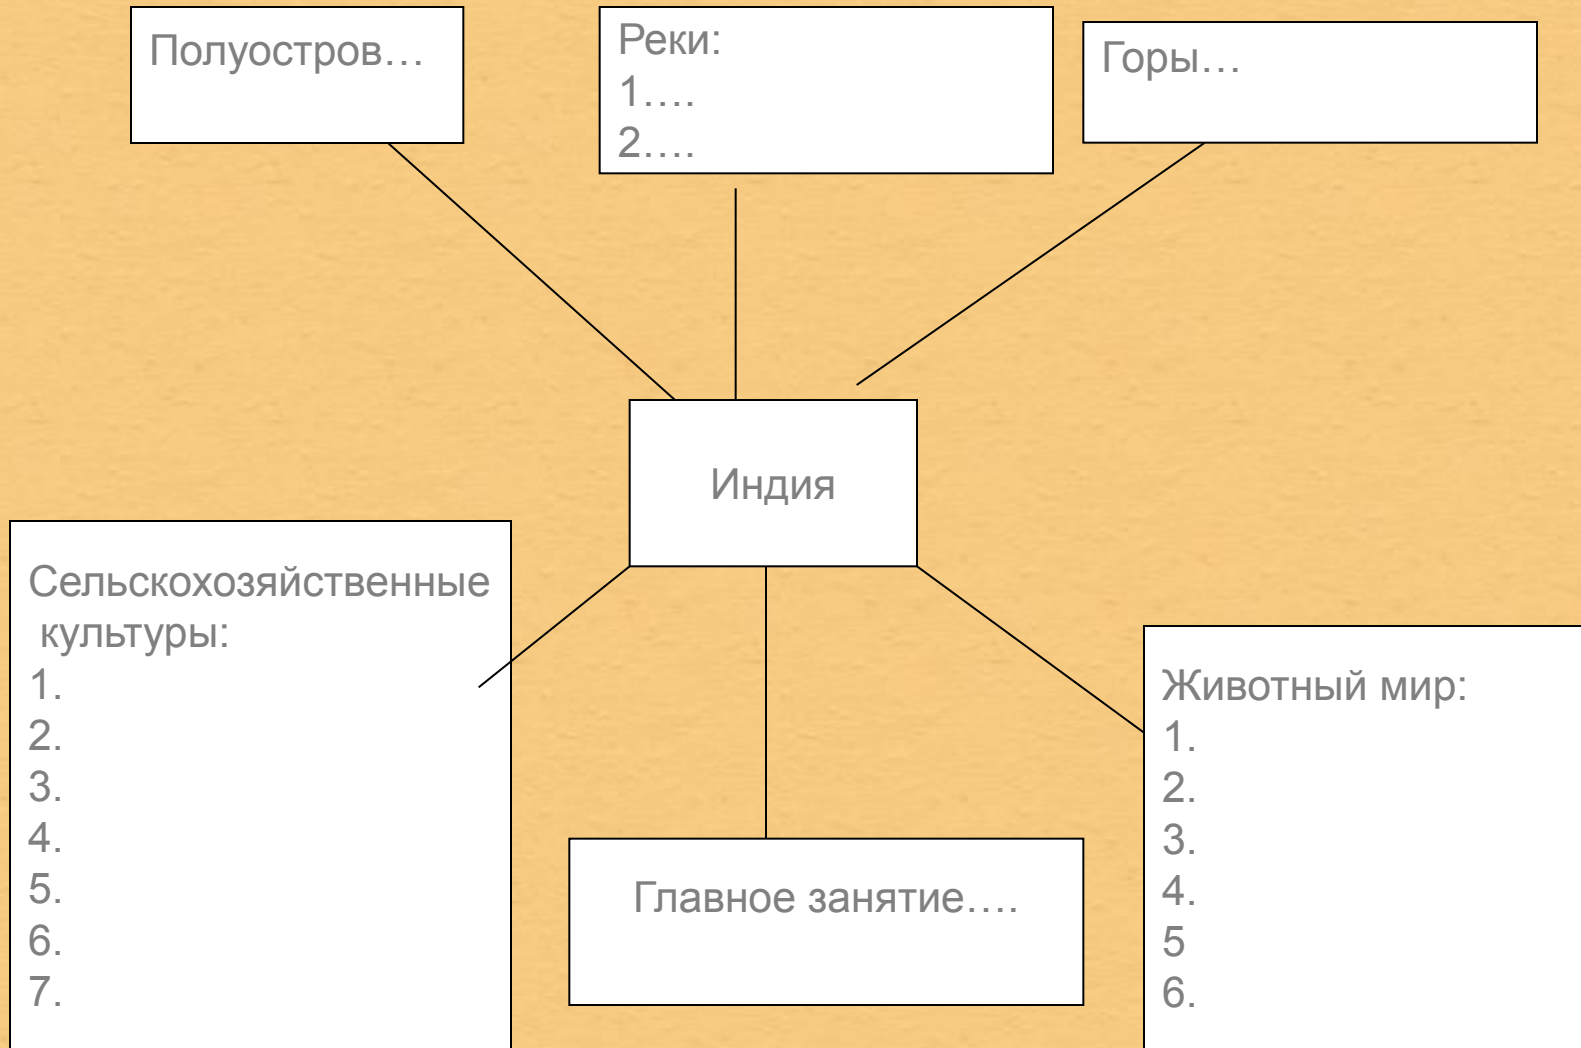 Полуостров…
Реки:
1….
2….
Горы…
Индия
Сельскохозяйственные
культуры:
1.
2.
3.
4.
5.
6.
7.
Главное занятие….
Животный мир:
1.
2.
3.
4.
5
6.